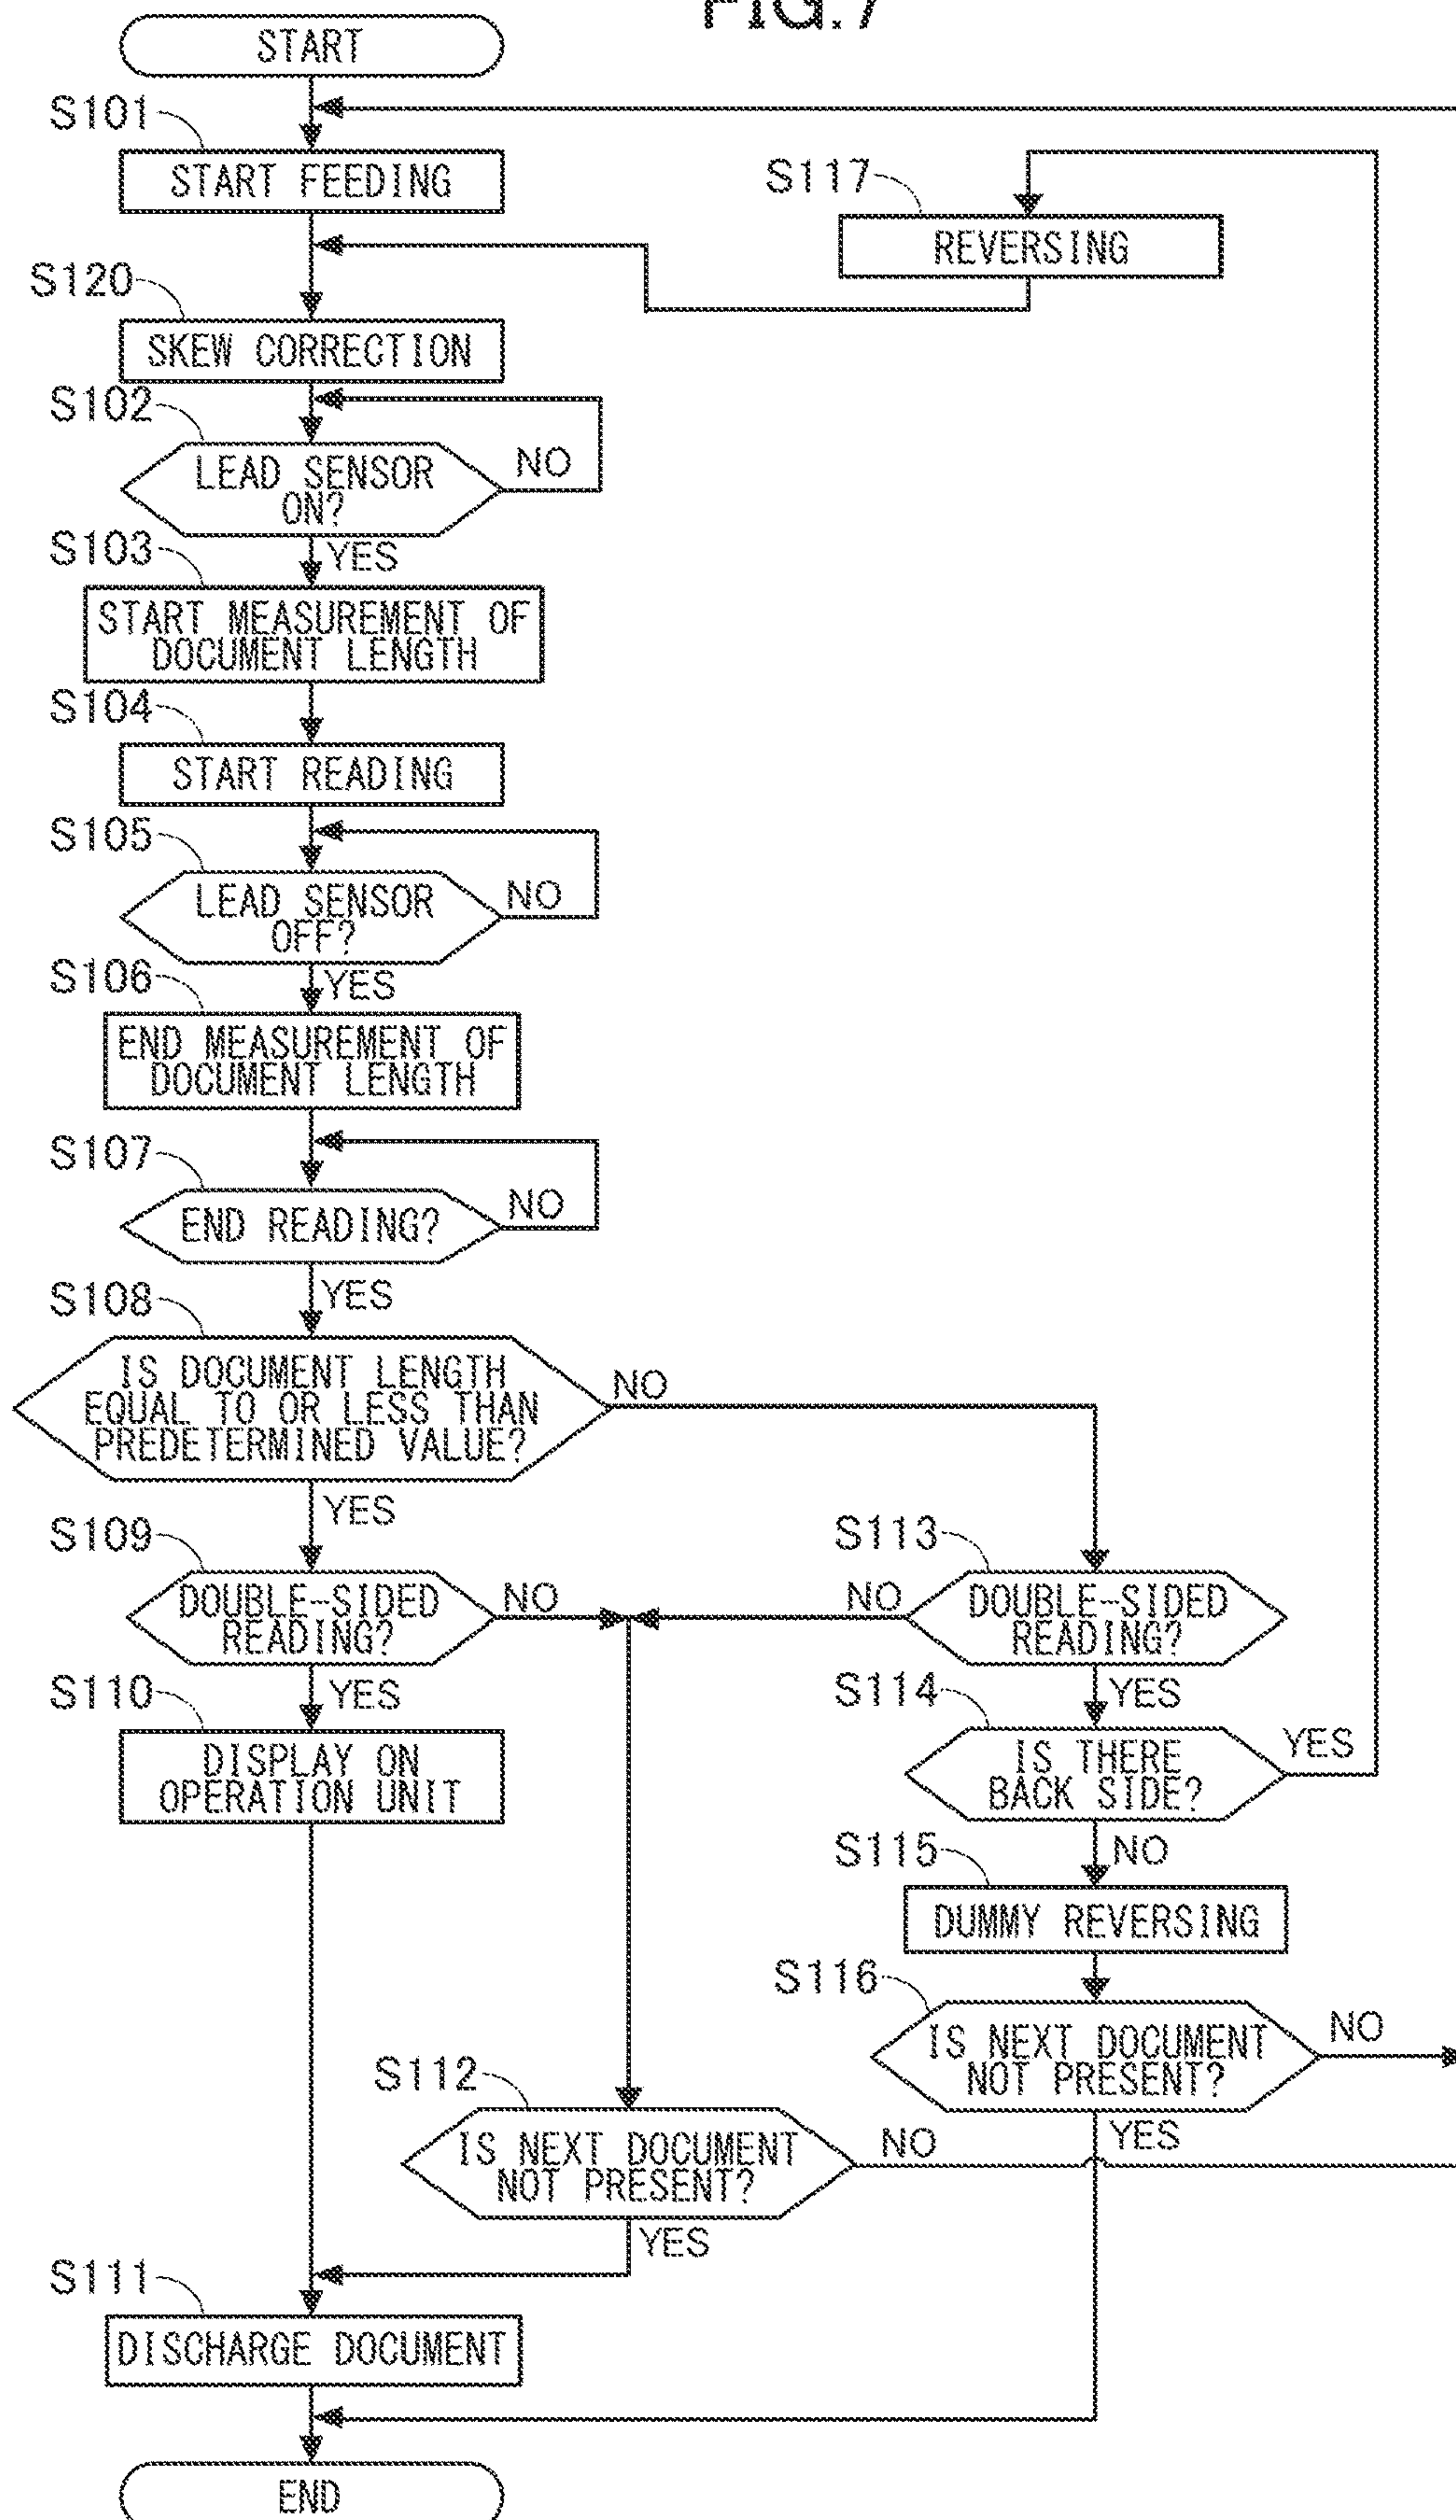 FIG.7
START
S101
START FEEDING
S117
REVERSING
S120
SKEW CORRECTION
S102
LEAD SENSOR
ON?
NO
YES
S103
START MEASUREMENT OF
DOCUMENT LENGTH
S104
START READING
S105
LEAD SENSOR
OFF?
NO
YES
S106
END MEASUREMENT OF
DOCUMENT LENGTH
S107
END READING?
NO
YES
S108
IS DOCUMENT LENGTH
EQUAL TO OR LESS THAN
PREDETERMINED VALUE?
NO
YES
S109
DOUBLE-SIDED
READING?
NO
YES
S113
DOUBLE-SIDED
READING?
NO
YES
S110
DISPLAY ON
OPERATION UNIT
S114
IS THERE
BACK SIDE?
YES
NO
S115
DUMMY REVERSING
S116
IS NEXT DOCUMENT
NOT PRESENT?
NO
YES
S112
IS NEXT DOCUMENT
NOT PRESENT?
NO
YES
S111
DISCHARGE DOCUMENT
END